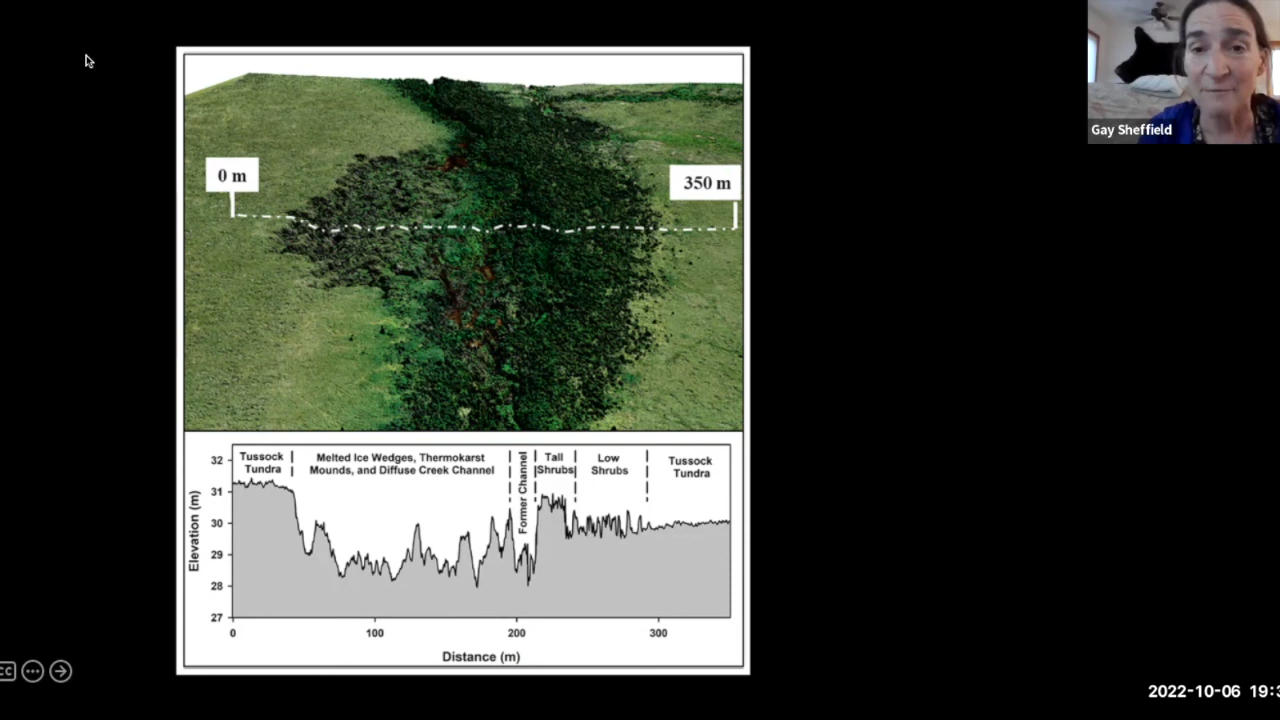 Gay Sheffield
0 m
350 m
Tussock
Tundra
Melted Ice Wedges, Thermokarst
Mounds, and Diffuse Creek Channel
Former Channel
Tall
Shrubs
Low
Shrubs
Tussock
Tundra
Elevation (m)
32
31
30
29
28
27
0
100
200
300
Distance (m)
CC
2022-10-06 19:3